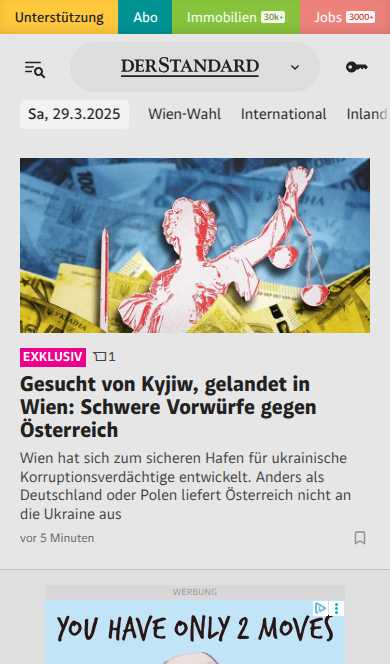 Unterstützung Abo Immobilien 30k+ Jobs 3000+
DERSTANDARD
Sa, 29.3.2025 Wien-Wahl International Inland
EXKLUSIV 1
Gesucht von Kyjiw, gelandet in
Wien: Schwere Vorwürfe gegen
Österreich
Wien hat sich zum sicheren Hafen für ukrainische
Korruptionsverdächtige entwickelt. Anders als
Deutschland oder Polen liefert Österreich nicht an
die Ukraine aus
vor 5 Minuten
WERBUNG
YOU HAVE ONLY 2 MOVES